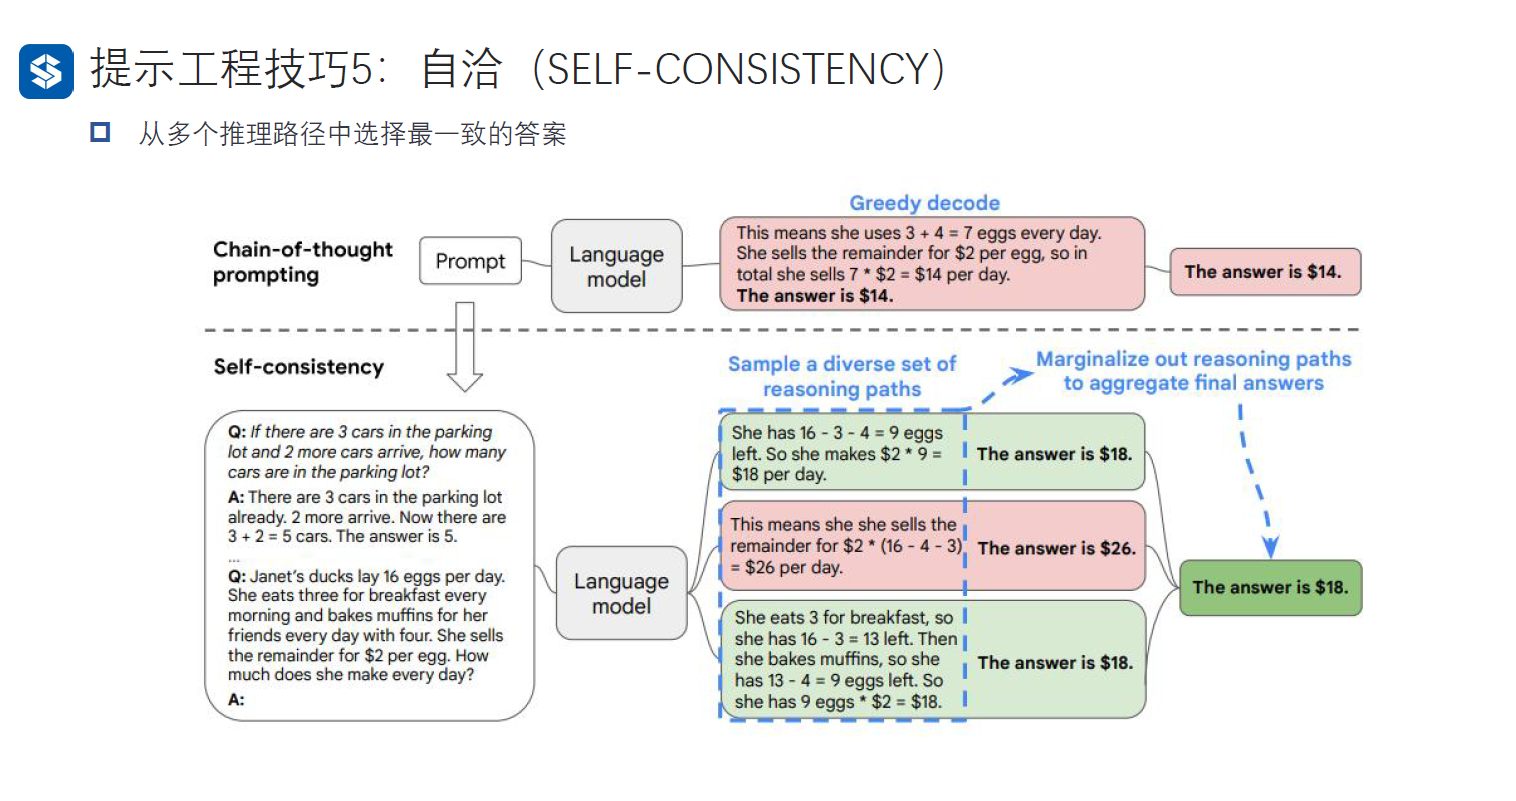 提示工程技巧5：自洽（SELF-CONSISTENCY）
从多个推理路径中选择最一致的答案
Greedy decode
Chain-of-thought
prompting
Prompt
Language
model
This means she uses 3 + 4 = 7 eggs every day.
She sells the remainder for $2 per egg, so in
total she sells 7 * $2 = $14 per day.
The answer is $14.
The answer is $14.
Self-consistency
Sample a diverse set of
reasoning paths
Marginalize out reasoning paths
to aggregate final answers
Q: If there are 3 cars in the parking
lot and 2 more cars arrive, how many
cars are in the parking lot?
A: There are 3 cars in the parking lot
already. 2 more arrive. Now there are
3 + 2 = 5 cars. The answer is 5.
...
Q: Janet's ducks lay 16 eggs per day.
She eats three for breakfast every
morning and bakes muffins for her
friends every day with four. She sells
the remainder for $2 per egg. How
much does she make every day?
A:
Language
model
She has 16 - 3 - 4 = 9 eggs
left. So she makes $2 * 9 =
$18 per day.
The answer is $18.
This means she she sells the
remainder for $2 * (16 - 4 - 3)
= $26 per day.
The answer is $26.
She eats 3 for breakfast, so
she has 16 - 3 = 13 left. Then
she bakes muffins, so she
has 13 - 4 = 9 eggs left. So
she has 9 eggs * $2 = $18.
The answer is $18.
The answer is $18.